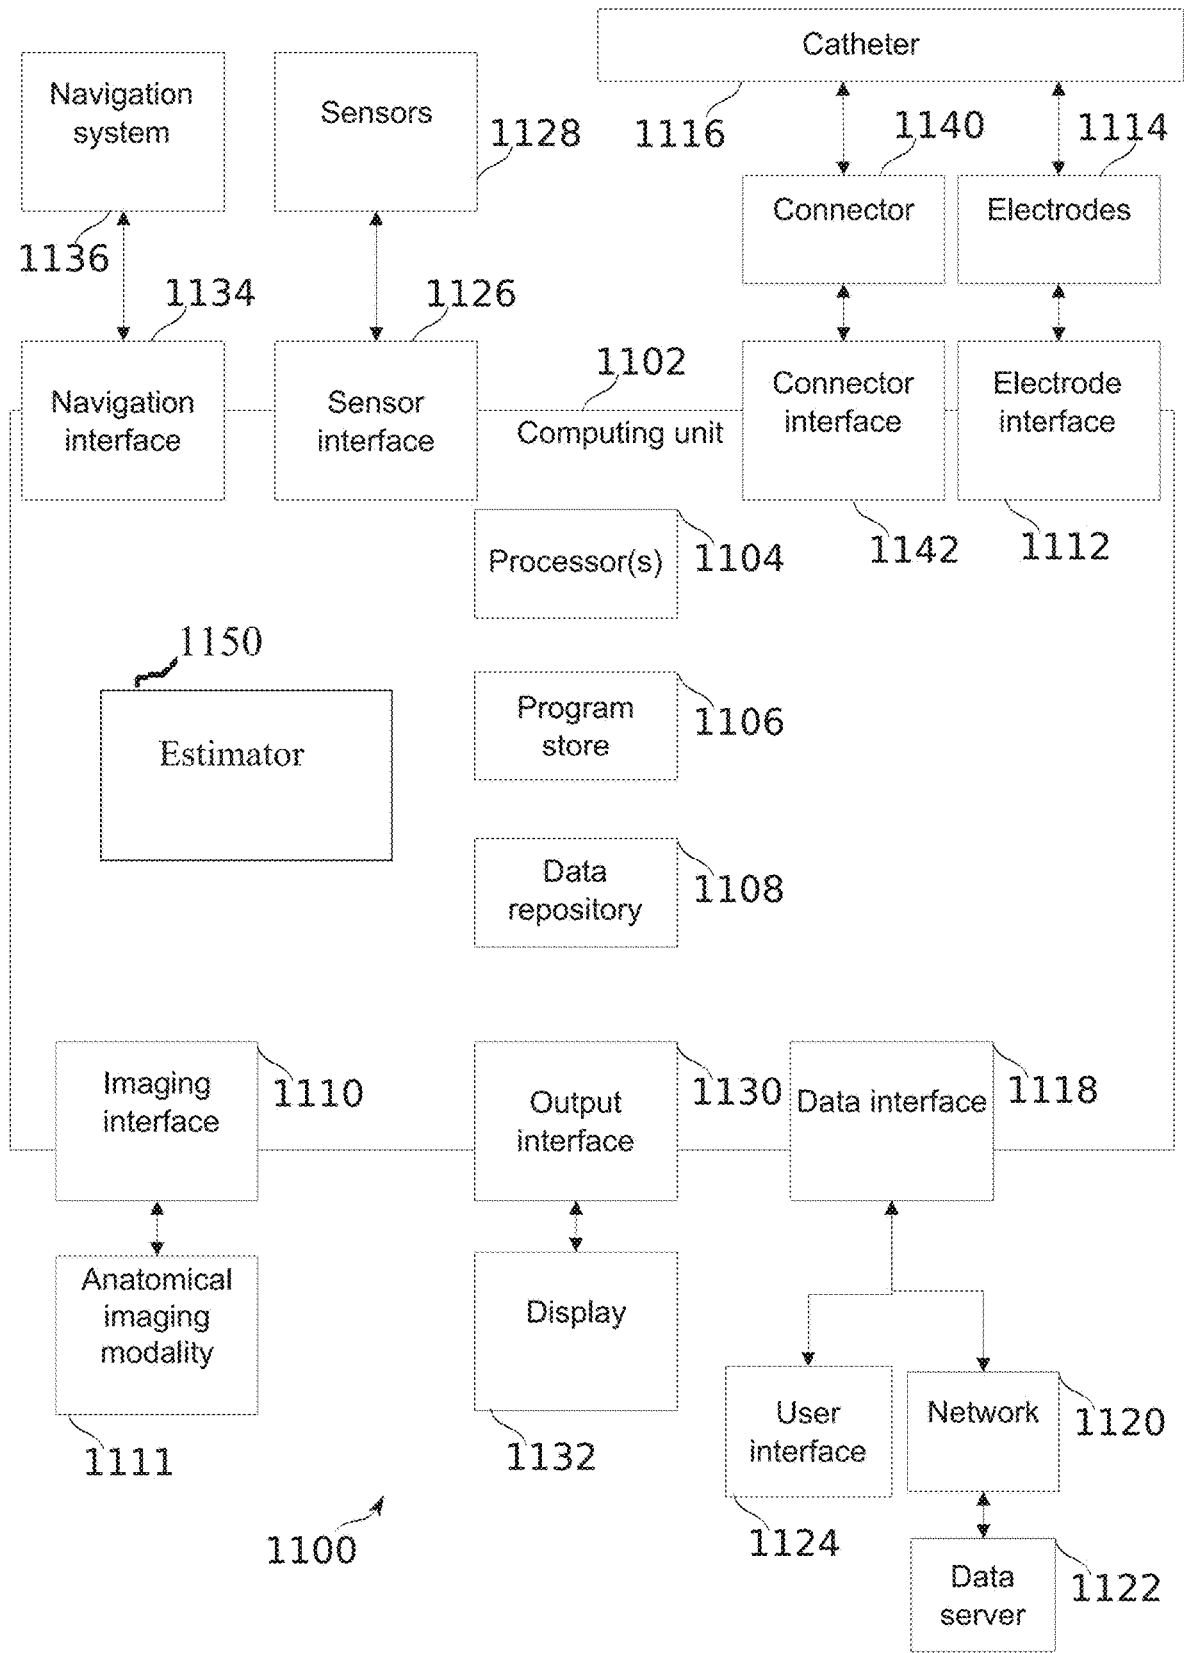 Catheter
Navigation
system
Sensors
1128
1116
1140
1114
Connector
Electrodes
1136
1134
1126
1102
Navigation
interface
Sensor
interface
Computing unit
Connector
interface
Electrode
interface
Processor(s)
1104
1142
1112
1150
Estimator
Program
store
1106
Data
repository
1108
Imaging
interface
1110
Output
interface
1130
Data interface
1118
Anatomical
imaging
modality
Display
User
interface
Network
1120
1111
1132
1100
1124
Data
server
1122